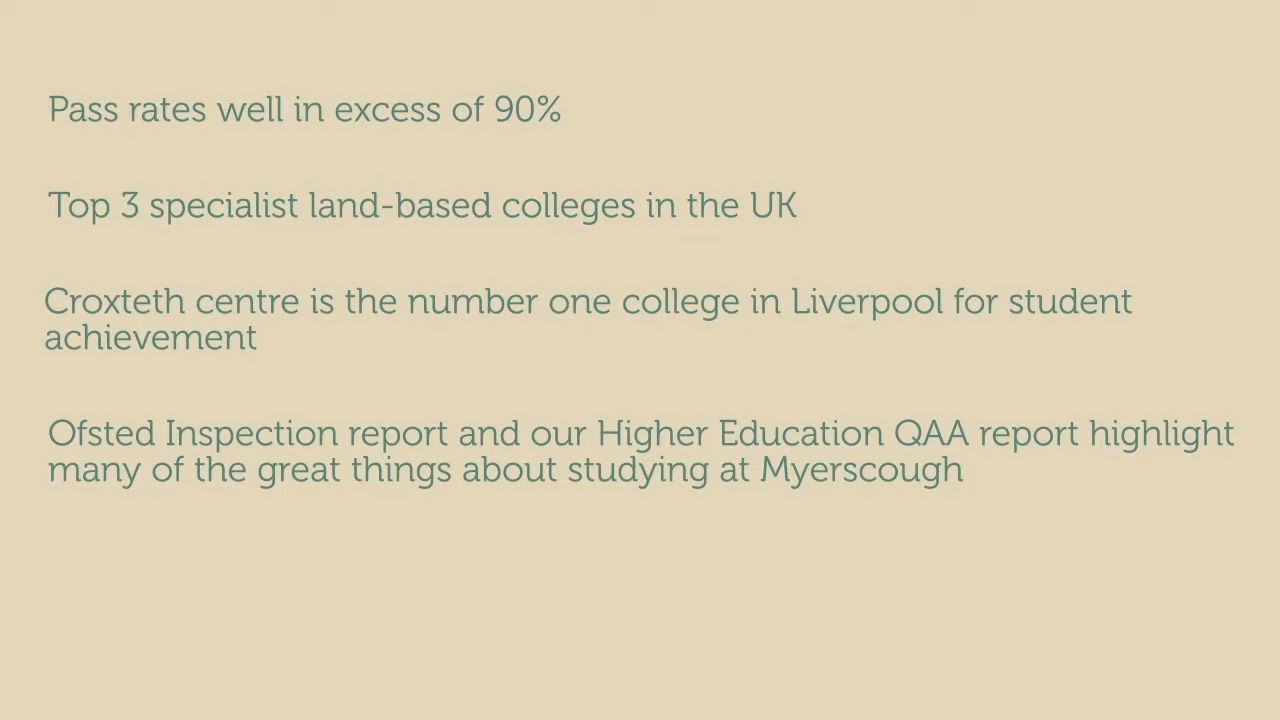 Pass rates well in excess of 90%
Top 3 specialist land-based colleges in the UK
Croxteth centre is the number one college in Liverpool for student
achievement
Ofsted Inspection report and our Higher Education QAA report highlight
many of the great things about studying at Myerscough